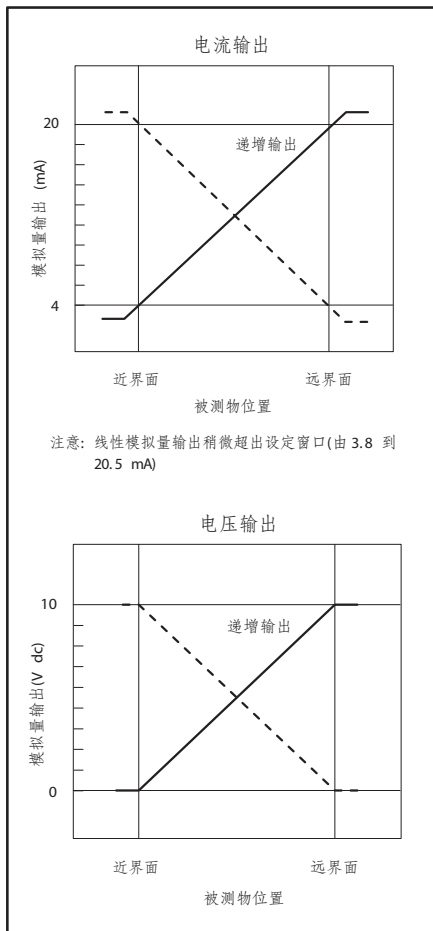 电流输出
20
递增输出
模拟量输出 (mA)
4
近界面
远界面
被测物位置
注意: 线性模拟量输出稍微超出设定窗口(由 3.8 到
20.5 mA)
电压输出
10
递增输出
模拟量输出(V dc)
0
近界面
远界面
被测物位置